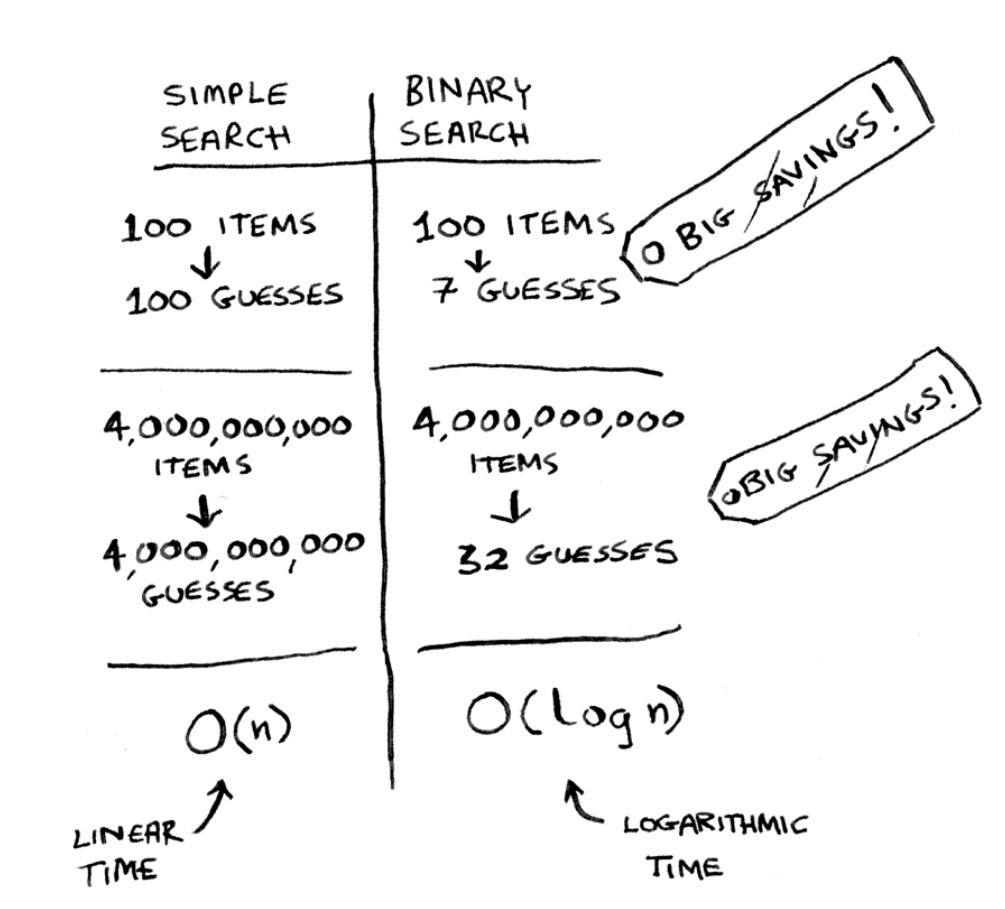 SIMPLE
SEARCH
BINARY
SEARCH
100 ITEMS
100 GUESSES
100 ITEMS
7 GUESSES
BIG SAVINGS!
4,000,000,000
ITEMS
4,000,000,000
GUESSES
4,000,000,000
ITEMS
32 GUESSES
BIG SAVINGS!
O(n)
O(log n)
LINEAR
TIME
LOGARITHMIC
TIME